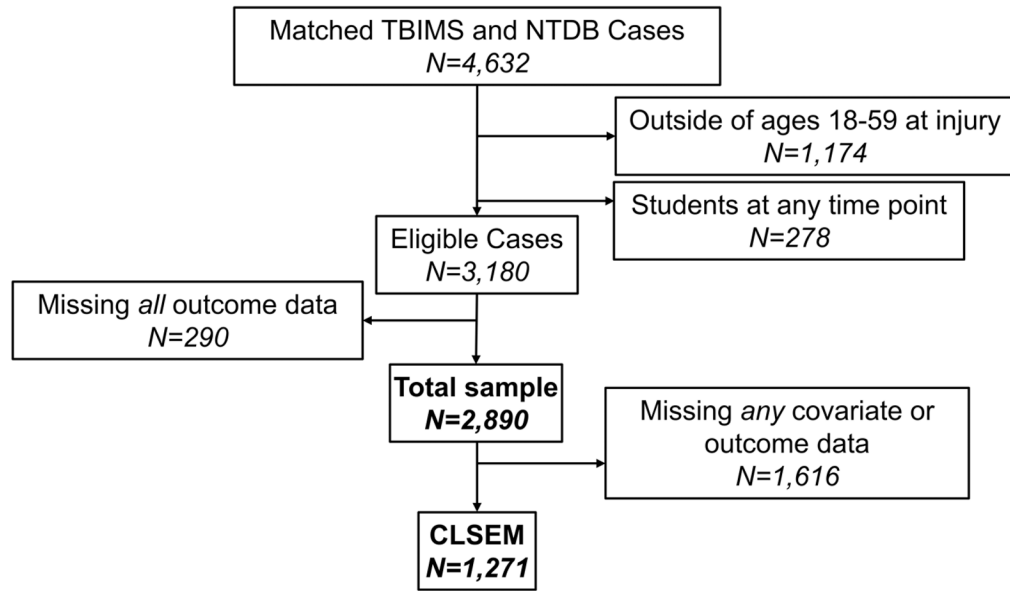 Matched TBIMS and NTDB Cases
N=4,632
Outside of ages 18-59 at injury
N=1,174
Students at any time point
N=278
Eligible Cases
N=3,180
Missing all outcome data
N=290
Total sample
N=2,890
Missing any covariate or
outcome data
N=1,616
CLSEM
N=1,271